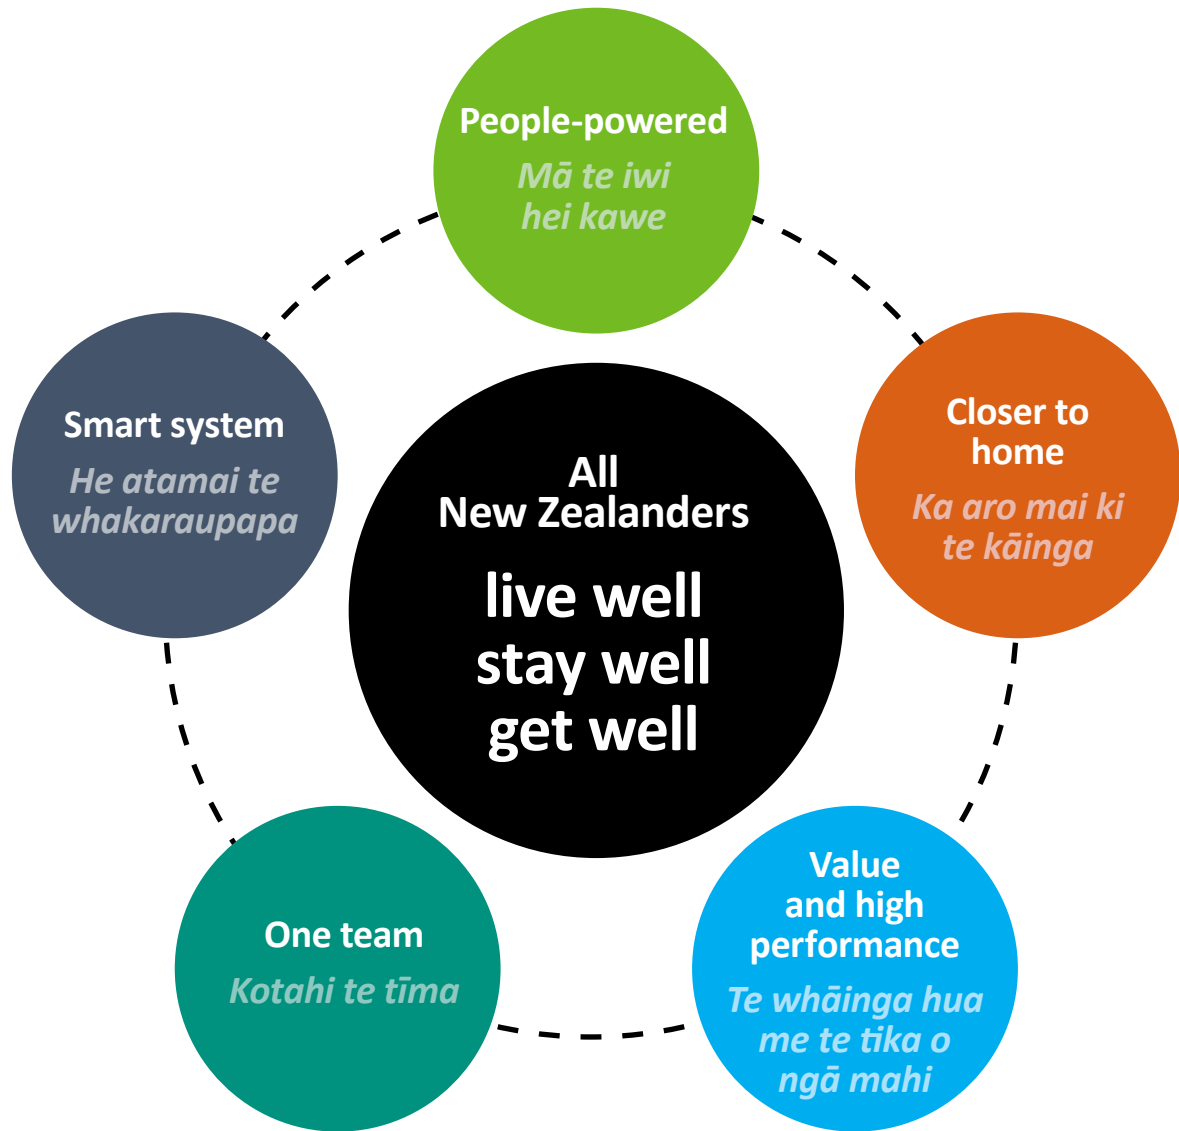 People-powered
Mā te iwi
hei kawe
Closer to
home
Ka aro mai ki
te kāinga
Value
and high
performance
Te whāinga hua
me te tika o
ngā mahi
One team
Kotahi te tīma
Smart system
He atamai te
whakaraupapa
All
New Zealanders
live well
stay well
get well